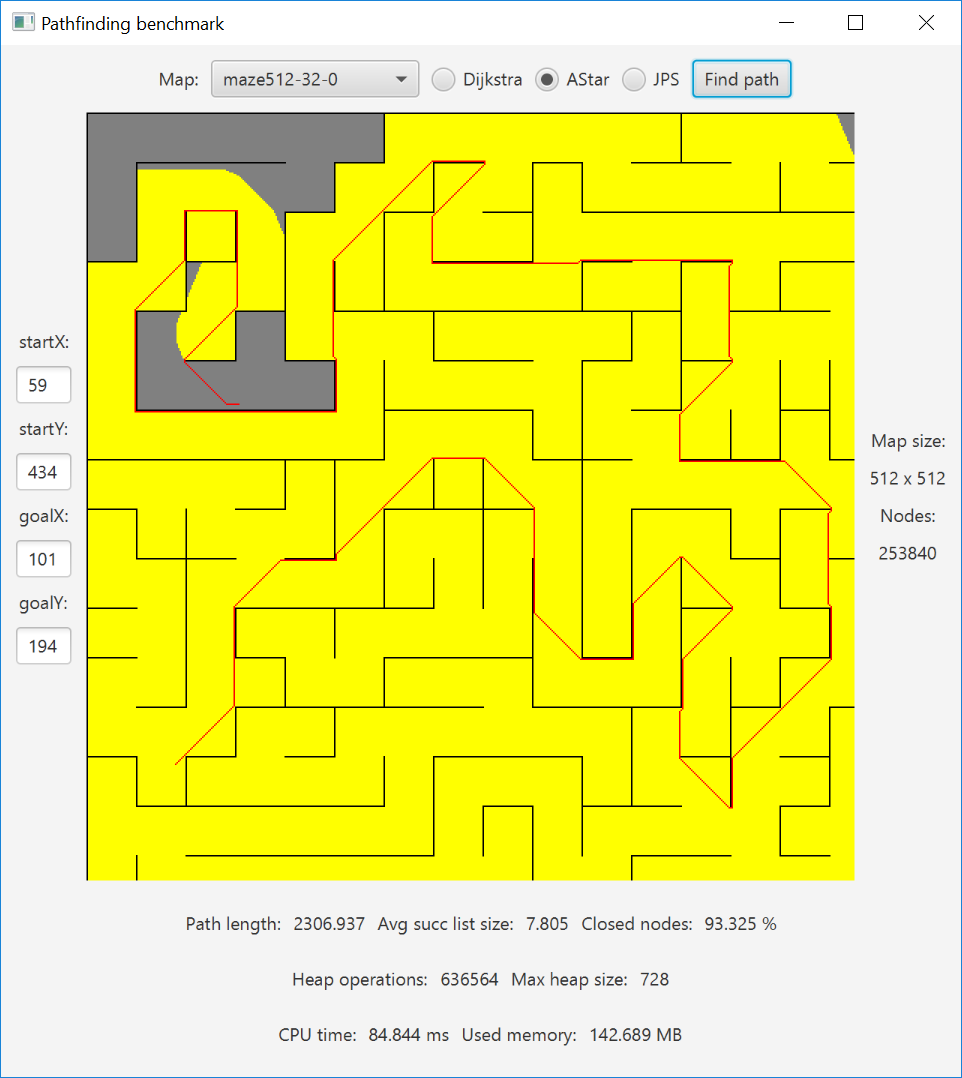 Pathfinding benchmark
Map: maze512-32-0 Dijkstra AStar JPS Find path
startX:
59
startY:
434
goalX:
101
goalY:
194
Map size:
512 x 512
Nodes:
253840
Path length: 2306.937 Avg succ list size: 7.805 Closed nodes: 93.325 %
Heap operations: 636564 Max heap size: 728
CPU time: 84.844 ms Used memory: 142.689 MB